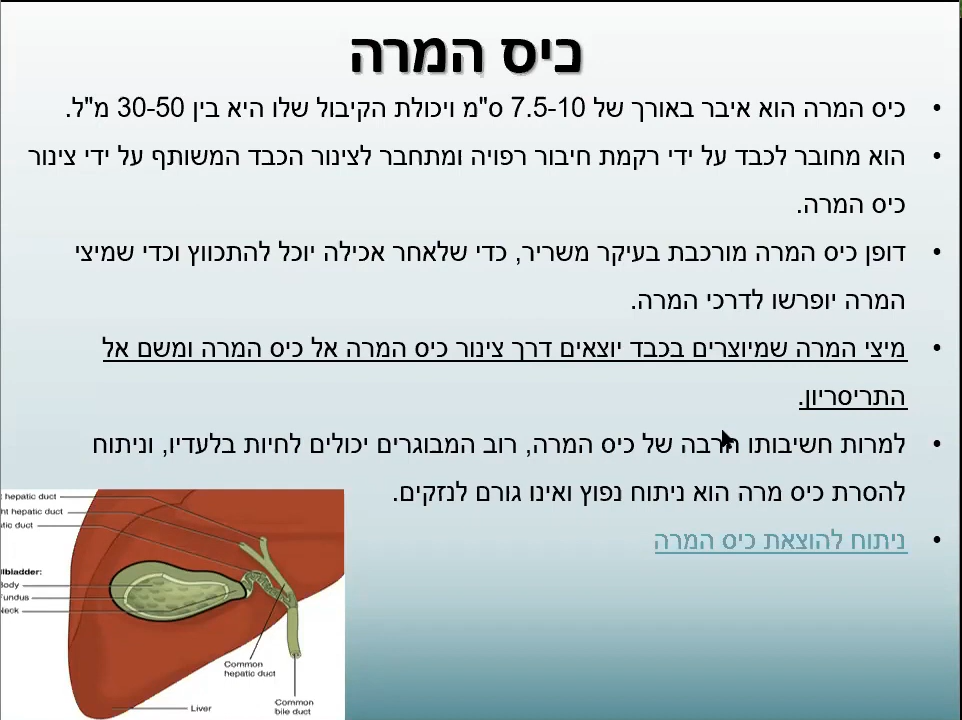 כיס המרה
• כיס המרה הוא איבר באורך של 7.5-10 ס"מ ויכולת הקיבול שלו היא בין 30-50 מ"ל.
• הוא מחובר לכבד על ידי רקמת חיבור רפויה ומתחבר לצינור הכבד המשותף על ידי צינור
כיס המרה.
• דופן כיס המרה מורכבת בעיקר משריר, כדי שלאחר אכילה יוכל להתכווץ וכדי שמיצי
המרה יופרשו לדרכי המרה.
• מיצי המרה שמיוצרים בכבד יוצאים דרך צינור כיס המרה אל כיס המרה ומשם אל
התריסריון.
• למרות חשיבותו הרבה של כיס המרה, רוב המבוגרים יכולים לחיות בלעדיו, וניתוח
להסרת כיס מרה הוא ניתוח נפוץ ואינו גורם לנזקים.
• ניתוח להוצאת כיס המרה
hepatic duct
ht hepatic duct
tic duct
llbladder:
Body
Fundus
Neck
Common
hepatic duct
Common
bile duct
Liver